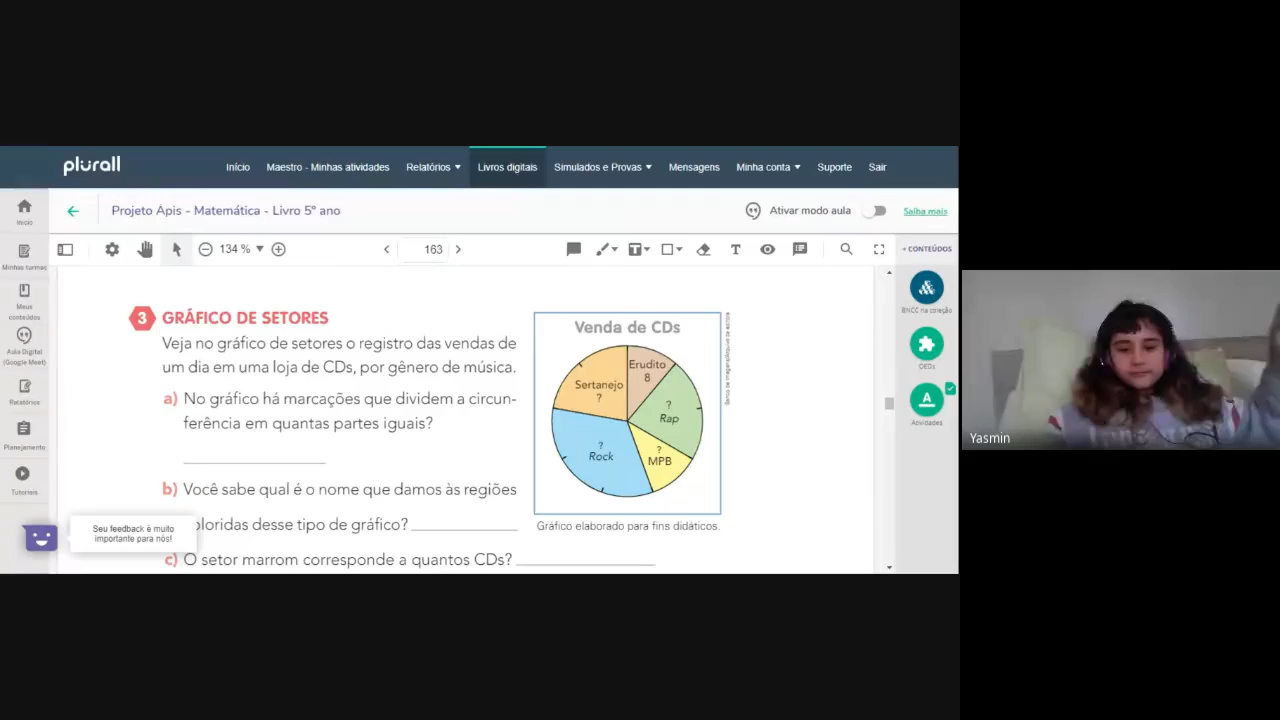 plurall
Início
Maestro - Minhas atividades
Relatórios
Livros digitais
Simulados e Provas
Mensagens
Minha conta
Suporte
Sair
Projeto Ápis - Matemática - Livro 5º ano
Ativar modo aula
Saiba mais
134 %
163
+ CONTEÚDOS
Início
Minhas turmas
Meus
conteúdos
Aula Digital
(Google Meet)
Relatórios
Planejamento
Tutoriais
3 GRÁFICO DE SETORES
Veja no gráfico de setores o registro das vendas de
um dia em uma loja de CDs, por gênero de música.
a) No gráfico há marcações que dividem a circun-
ferência em quantas partes iguais?
b) Você sabe qual é o nome que damos às regiões
oloridas desse tipo de gráfico?
c) O setor marrom corresponde a quantos CDs?
Seu feedback é muito
importante para nós!
Venda de CDs
Erudito
8
Sertanejo
?
?
Rap
?
Rock
?
MPB
Gráfico elaborado para fins didáticos.
BNCC na coreção
OEDs
A
Atividades
Yasmin